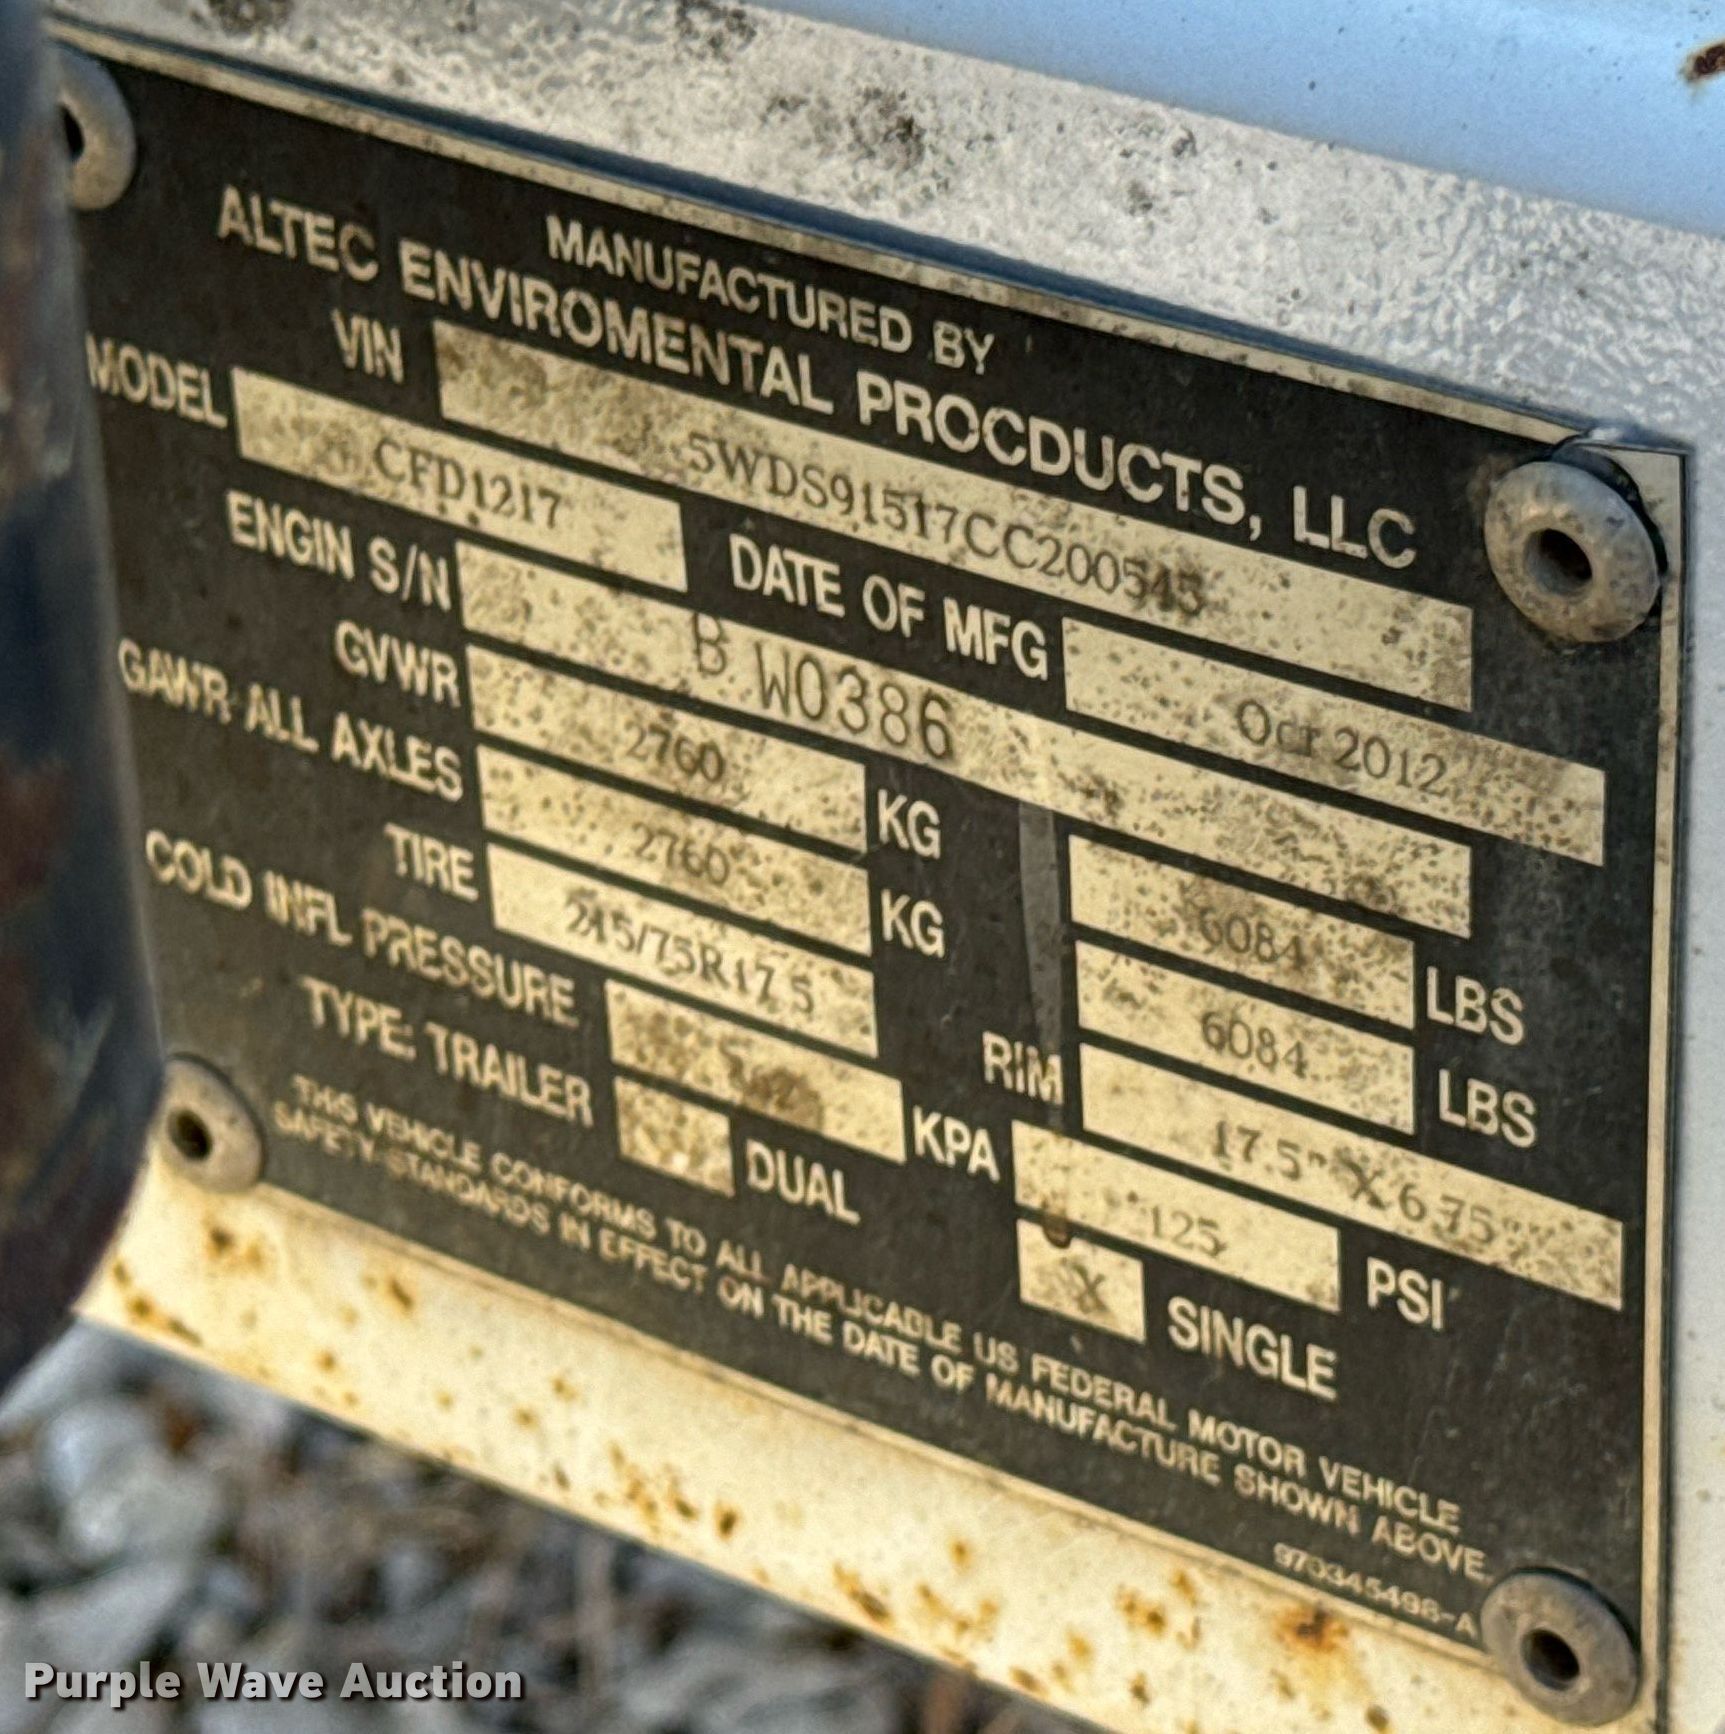 MANUFACTURED BY
ALTEC ENVIROMENTAL PROCDUCTS, LLC
VIN 5WDS91517CC200545
MODEL CFD1217 DATE OF MFG Oct 2012
ENGIN S/N B W0386
GVWR 2760 KG 6084 LBS
GAWR ALL AXLES 2760 KG 6084 LBS
TIRE 215/75R17.5 RIM 17.5" X 6.75"
COLD INFL PRESSURE KPA 125 PSI
TYPE: TRAILER DUAL X SINGLE
THIS VEHICLE CONFORMS TO ALL APPLICABLE US FEDERAL MOTOR VEHICLE
SAFETY STANDARDS IN EFFECT ON THE DATE OF MANUFACTURE SHOWN ABOVE.
970345498-A
Purple Wave Auction